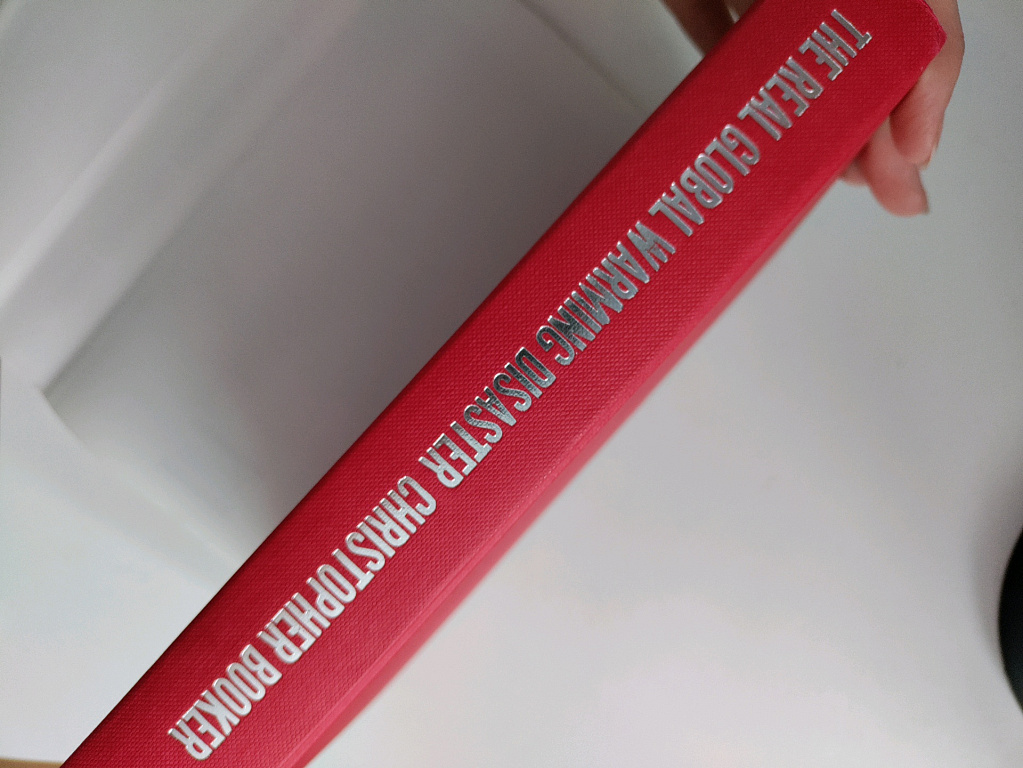 THE REAL GLOBAL WARMING DISASTER CHRISTOPHER BOOKER